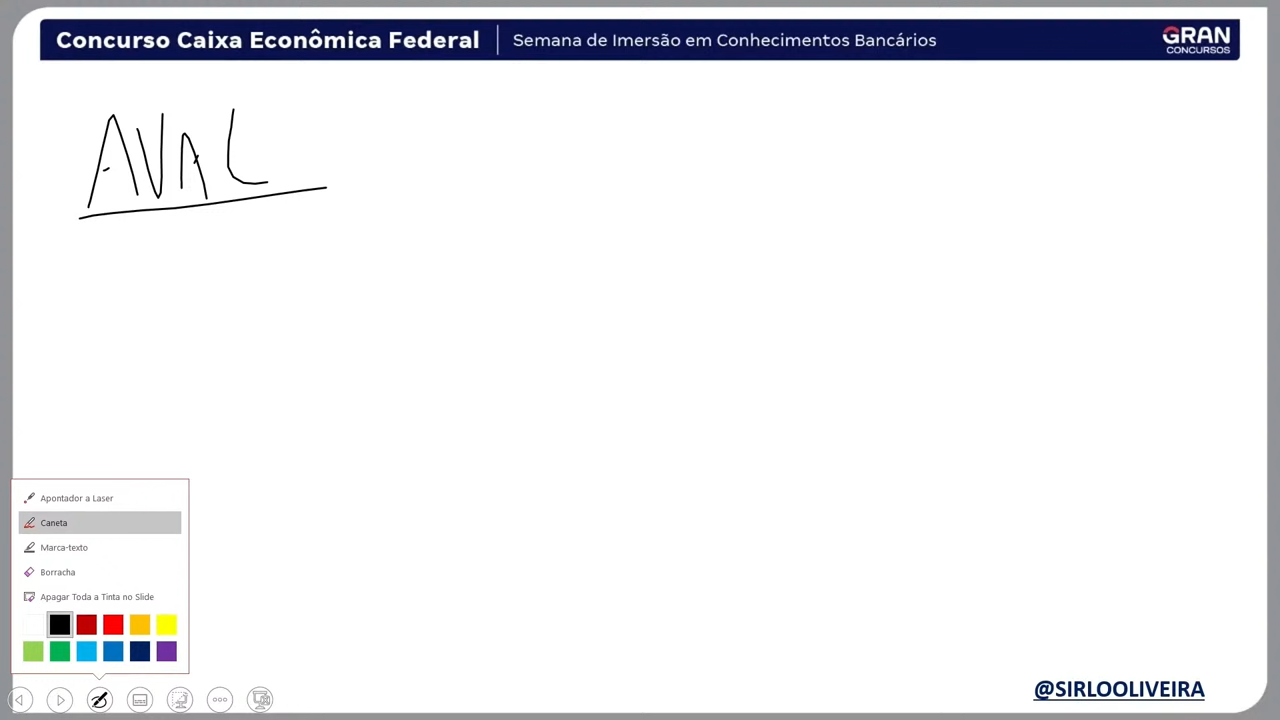 Concurso Caixa Econômica Federal | Semana de Imersão em Conhecimentos Bancários
GRAN
CONCURSOS
AVAL
Apontador a Laser
Caneta
Marca-texto
Borracha
Apagar Toda a Tinta no Slide
@SIRLOOLIVEIRA